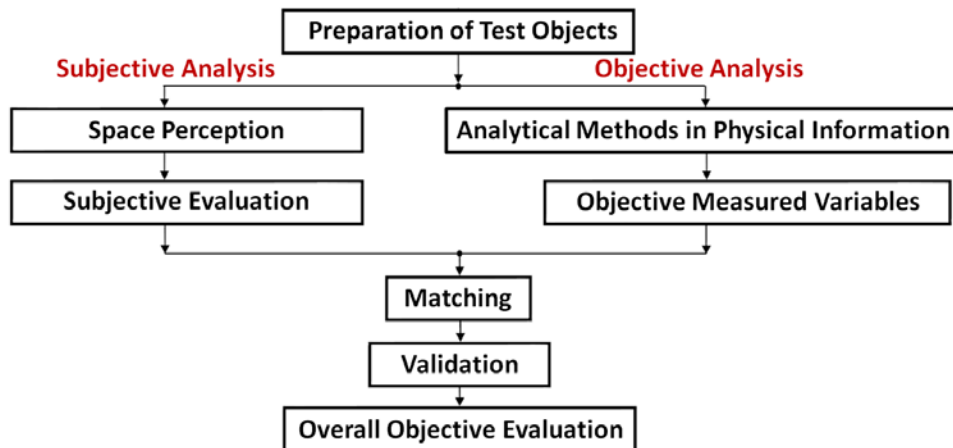 Preparation of Test Objects
Subjective Analysis
Objective Analysis
Space Perception
Analytical Methods in Physical Information
Subjective Evaluation
Objective Measured Variables
Matching
Validation
Overall Objective Evaluation